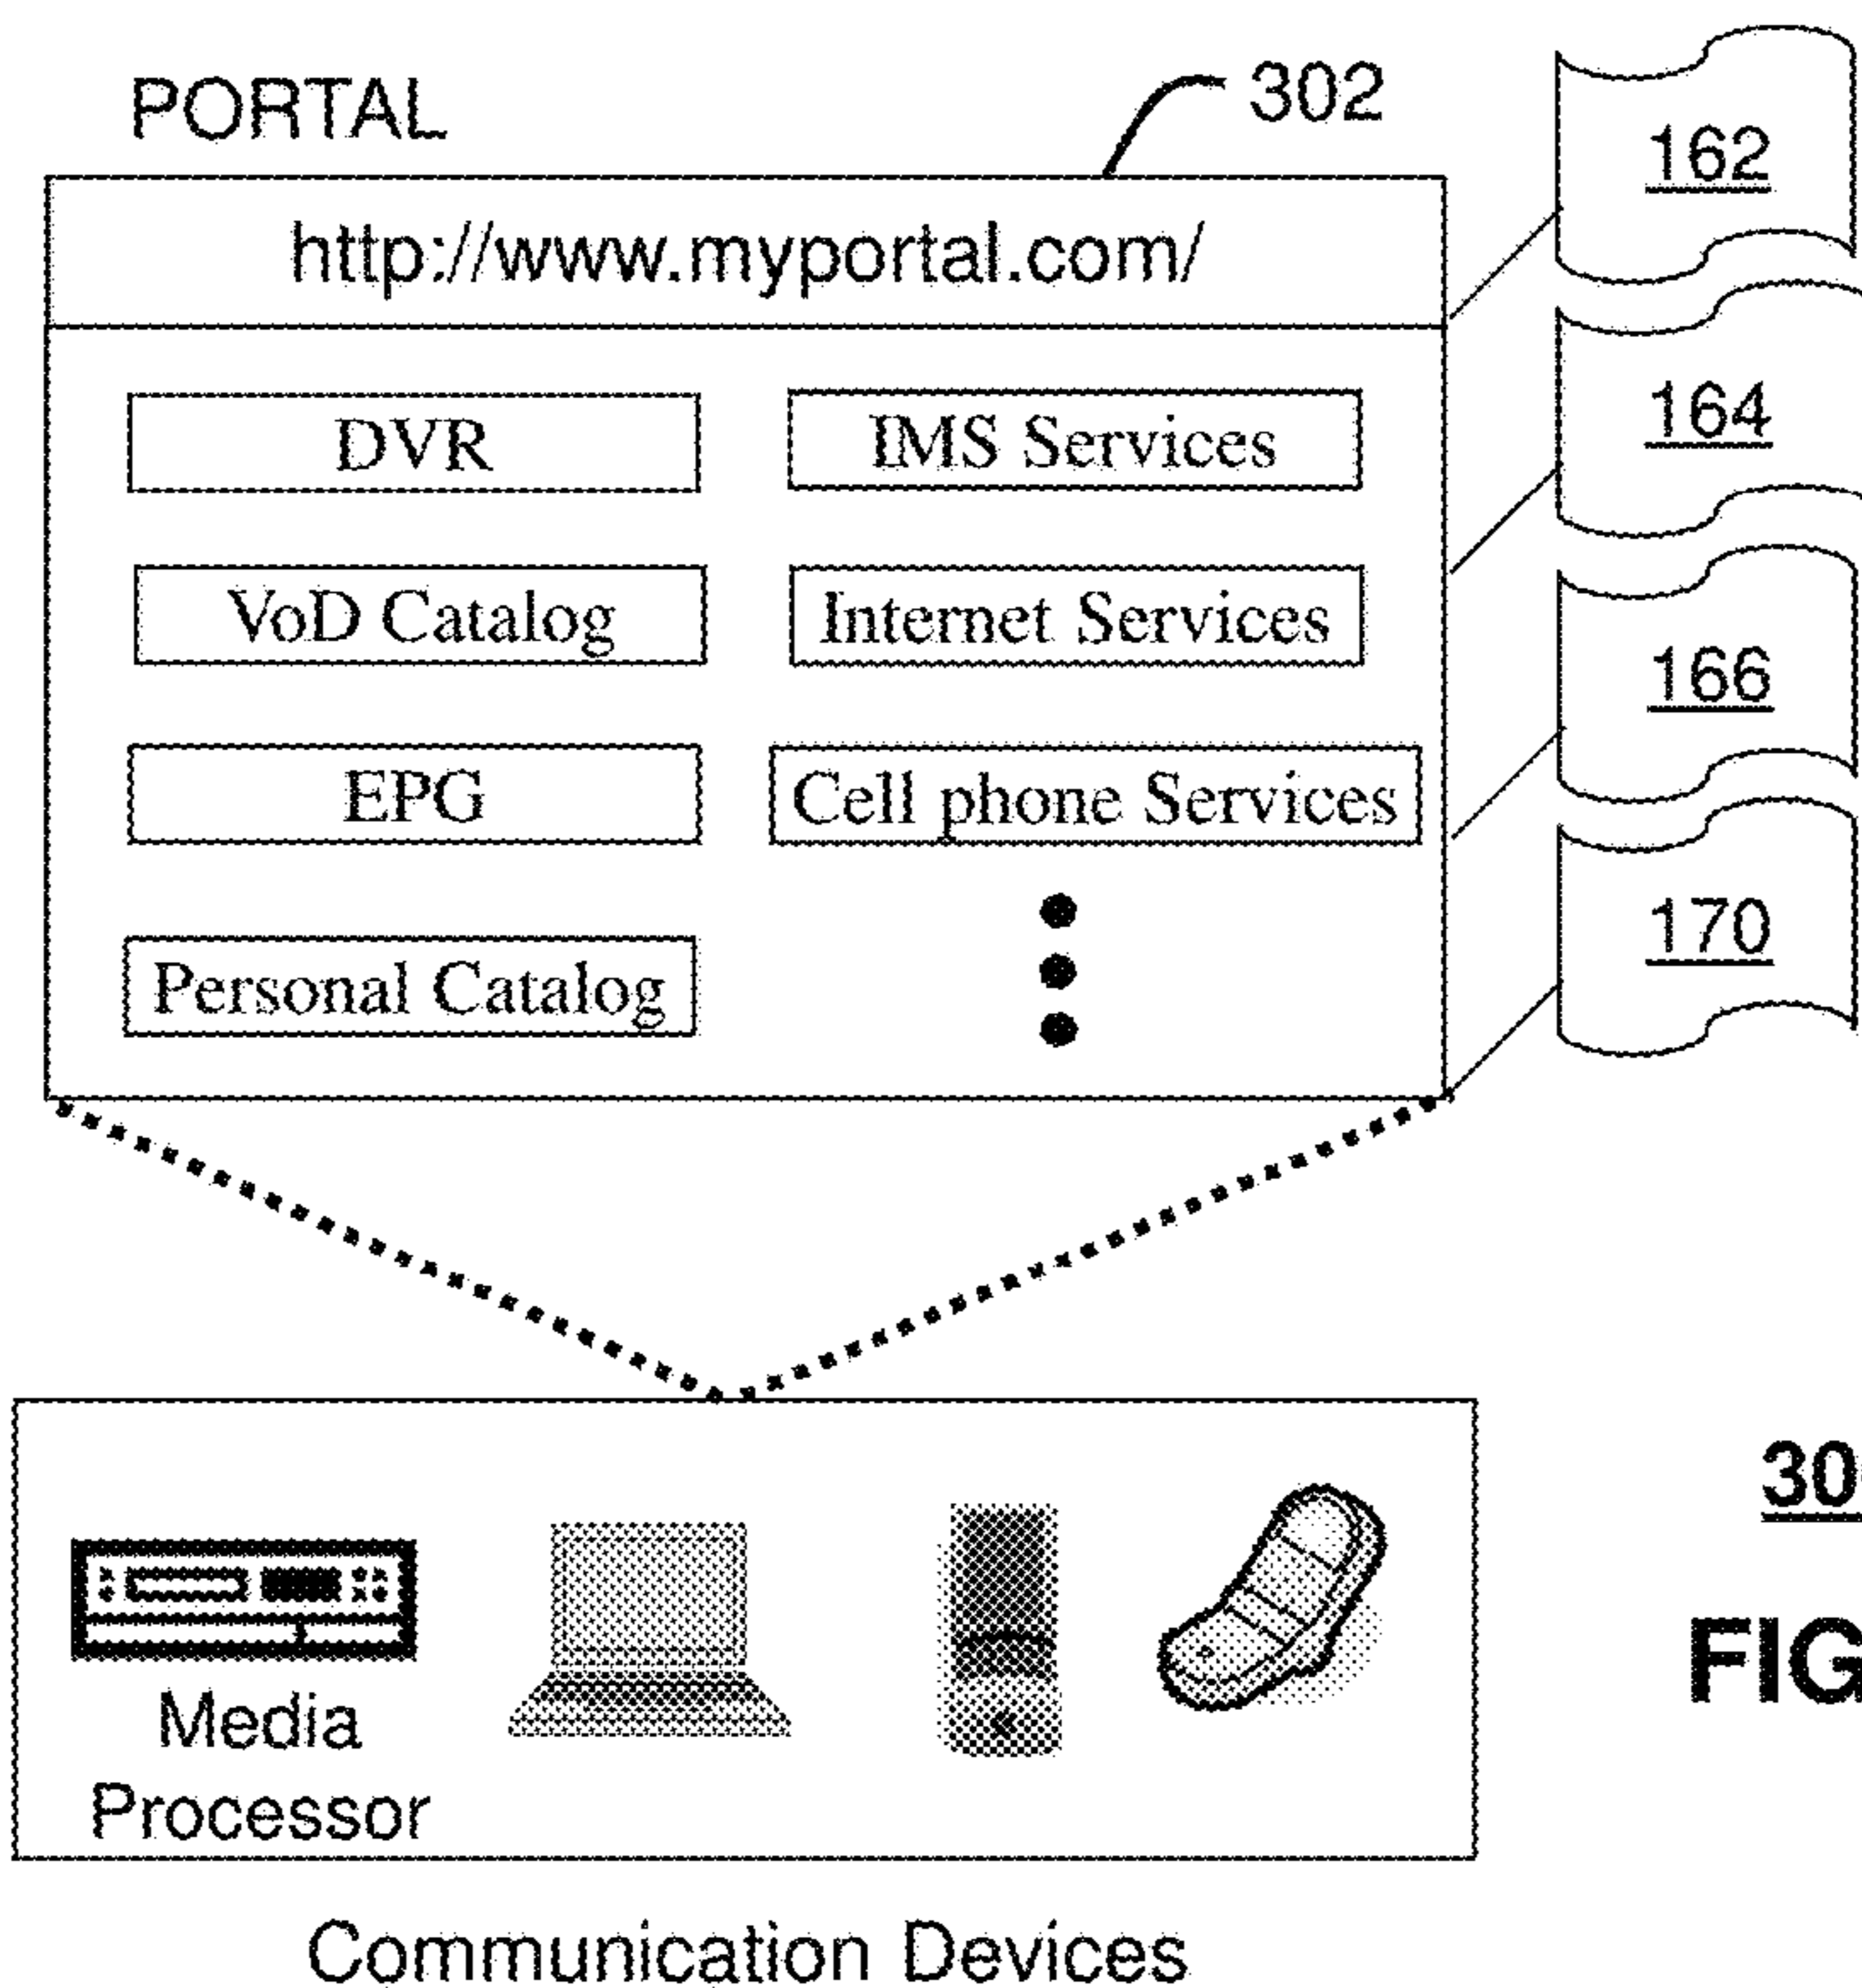 PORTAL
302
http://www.myportal.com/
162
164
166
170
DVR
IMS Services
VoD Catalog
Internet Services
EPG
Cell phone Services
Personal Catalog
Media
Processor
Communication Devices
30
FIG